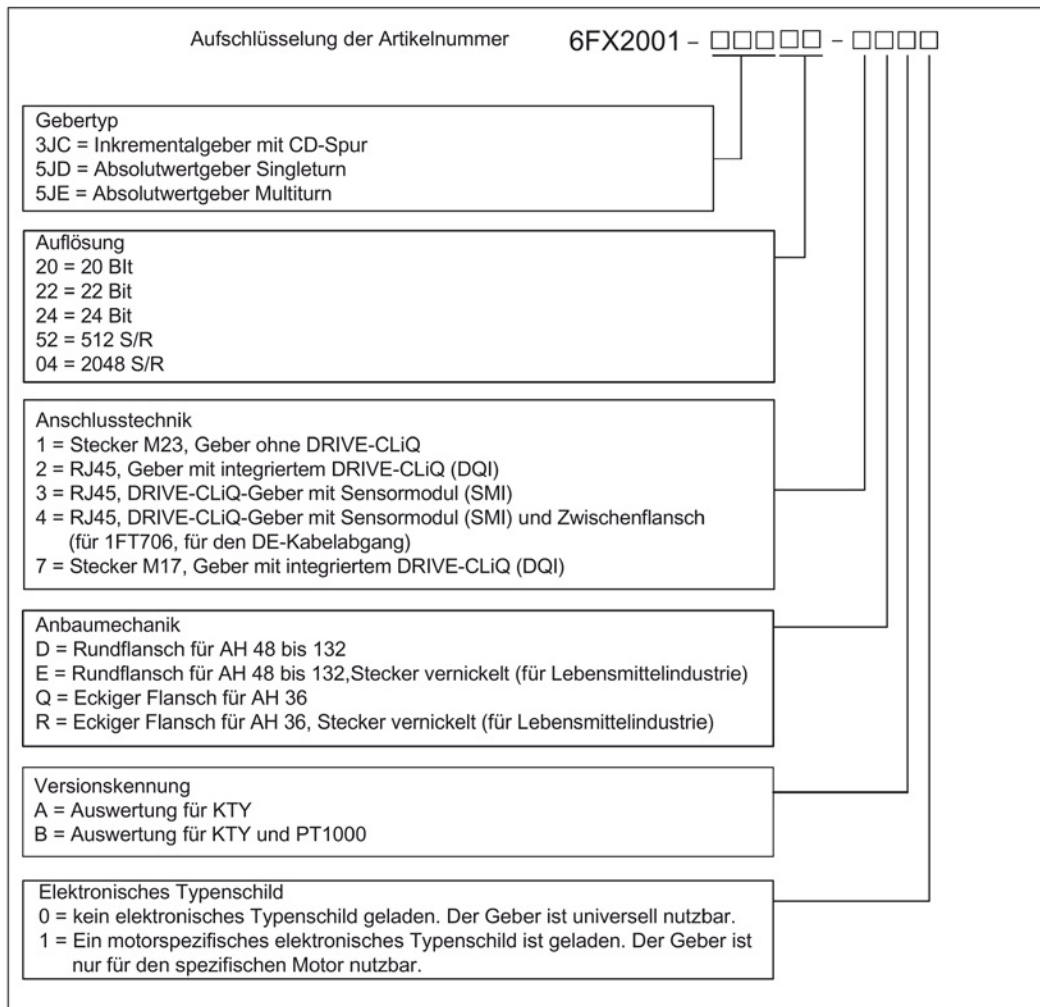 Aufschlüsselung der Artikelnummer 6FX2001 - □□□□□ - □□□□
Gebertyp
3JC = Inkrementalgeber mit CD-Spur
5JD = Absolutwertgeber Singleturn
5JE = Absolutwertgeber Multiturn
Auflösung
20 = 20 BIt
22 = 22 Bit
24 = 24 Bit
52 = 512 S/R
04 = 2048 S/R
Anschlusstechnik
1 = Stecker M23, Geber ohne DRIVE-CLiQ
2 = RJ45, Geber mit integriertem DRIVE-CLiQ (DQI)
3 = RJ45, DRIVE-CLiQ-Geber mit Sensormodul (SMI)
4 = RJ45, DRIVE-CLiQ-Geber mit Sensormodul (SMI) und Zwischenflansch
(für 1FT706, für den DE-Kabelabgang)
7 = Stecker M17, Geber mit integriertem DRIVE-CLiQ (DQI)
Anbaumechanik
D = Rundflansch für AH 48 bis 132
E = Rundflansch für AH 48 bis 132,Stecker vernickelt (für Lebensmittelindustrie)
Q = Eckiger Flansch für AH 36
R = Eckiger Flansch für AH 36, Stecker vernickelt (für Lebensmittelindustrie)
Versionskennung
A = Auswertung für KTY
B = Auswertung für KTY und PT1000
Elektronisches Typenschild
0 = kein elektronisches Typenschild geladen. Der Geber ist universell nutzbar.
1 = Ein motorspezifisches elektronisches Typenschild ist geladen. Der Geber ist
nur für den spezifischen Motor nutzbar.